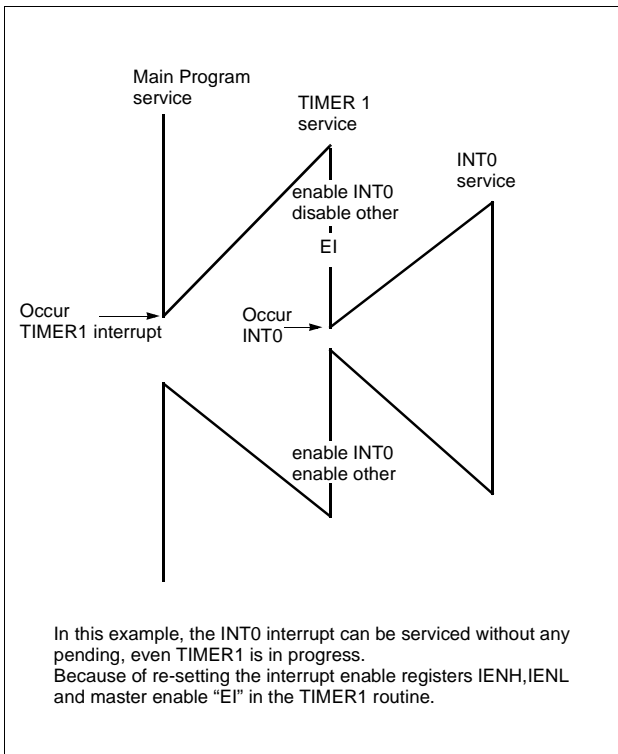 Main Program
service
TIMER 1
service
INT0
service
enable INT0
disable other
EI
Occur
TIMER1 interrupt
Occur
INT0
enable INT0
enable other
In this example, the INT0 interrupt can be serviced without any
pending, even TIMER1 is in progress.
Because of re-setting the interrupt enable registers IENH,IENL
and master enable “EI” in the TIMER1 routine.